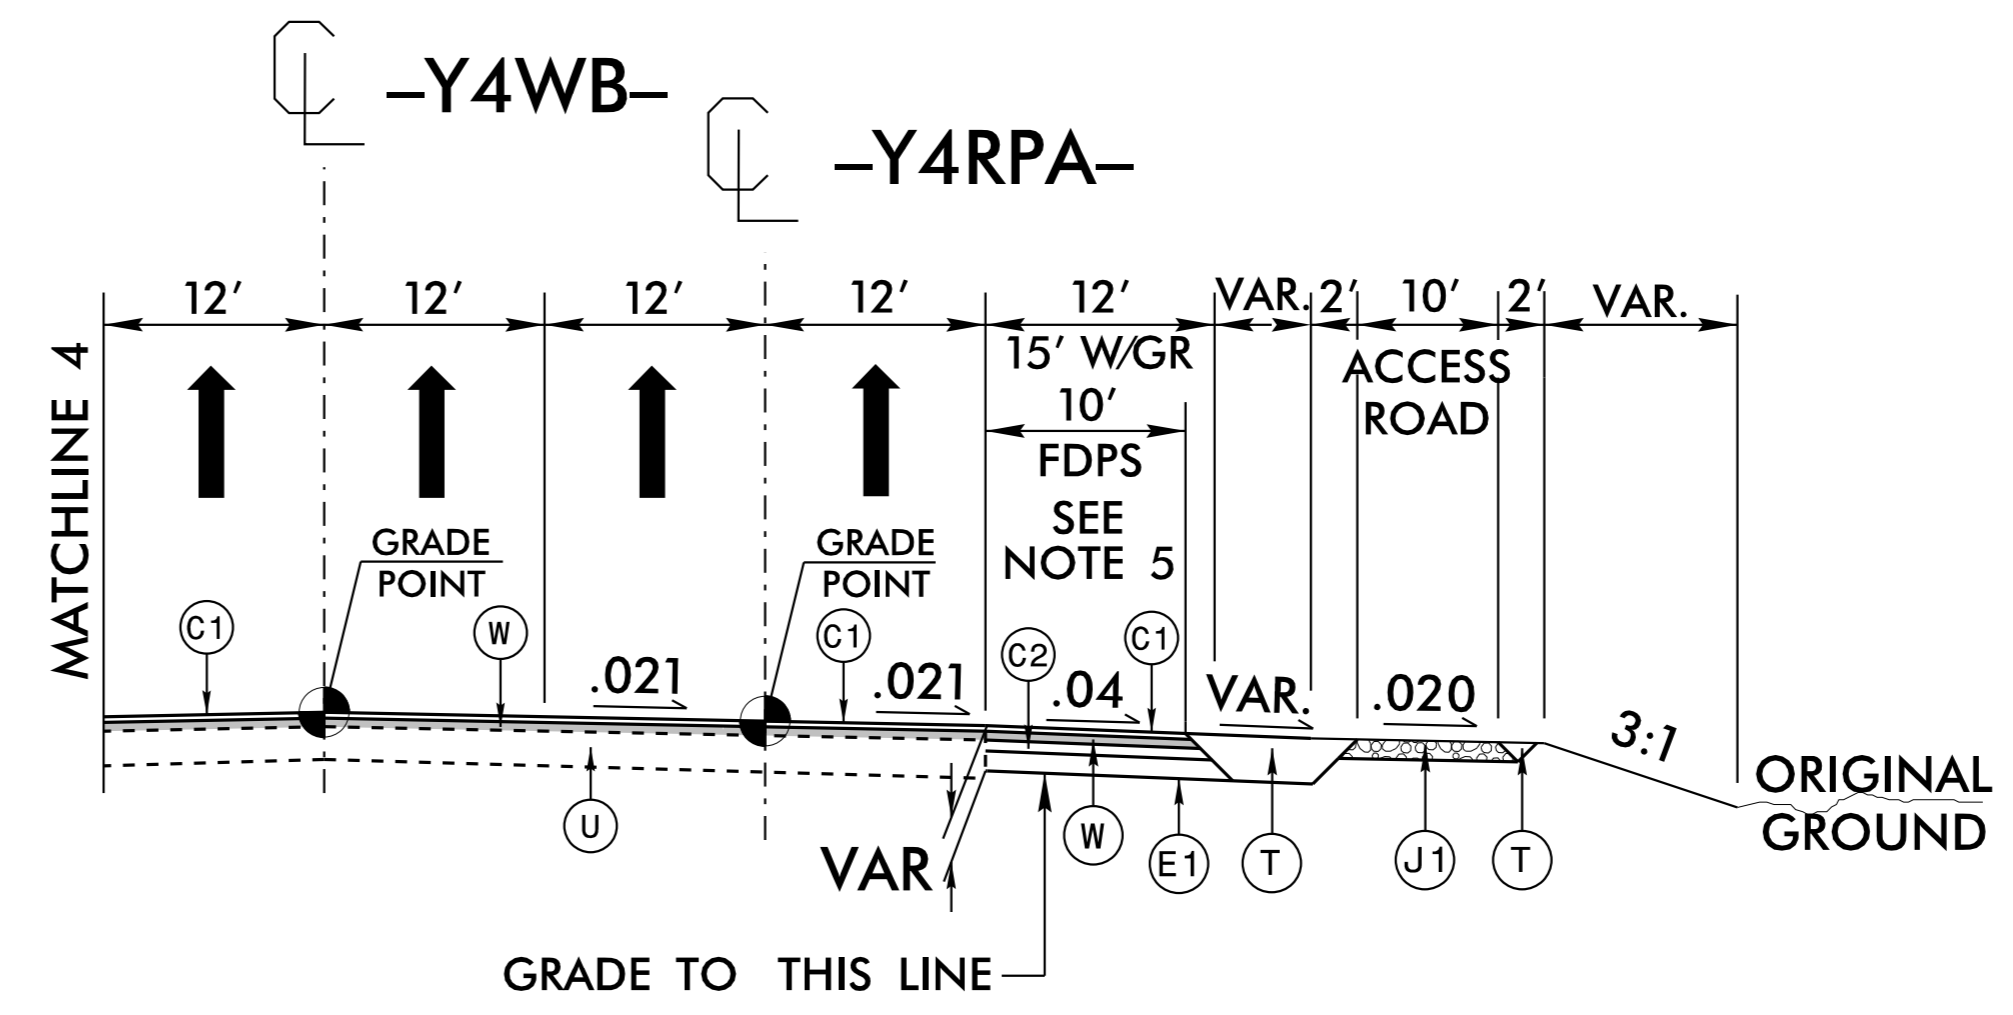 CL –Y4WB–
CL –Y4RPA–
12' 12' 12' 12' 12' VAR. 2' 10' 2' VAR.
15' W/GR
ACCESS
ROAD
10'
FDPS
SEE
NOTE 5
MATCHLINE 4
GRADE
POINT
GRADE
POINT
C1 W C1 C2 C1
.021 .021 .04 VAR. .020 3:1
ORIGINAL
GROUND
U W E1 T J1 T
VAR
GRADE TO THIS LINE